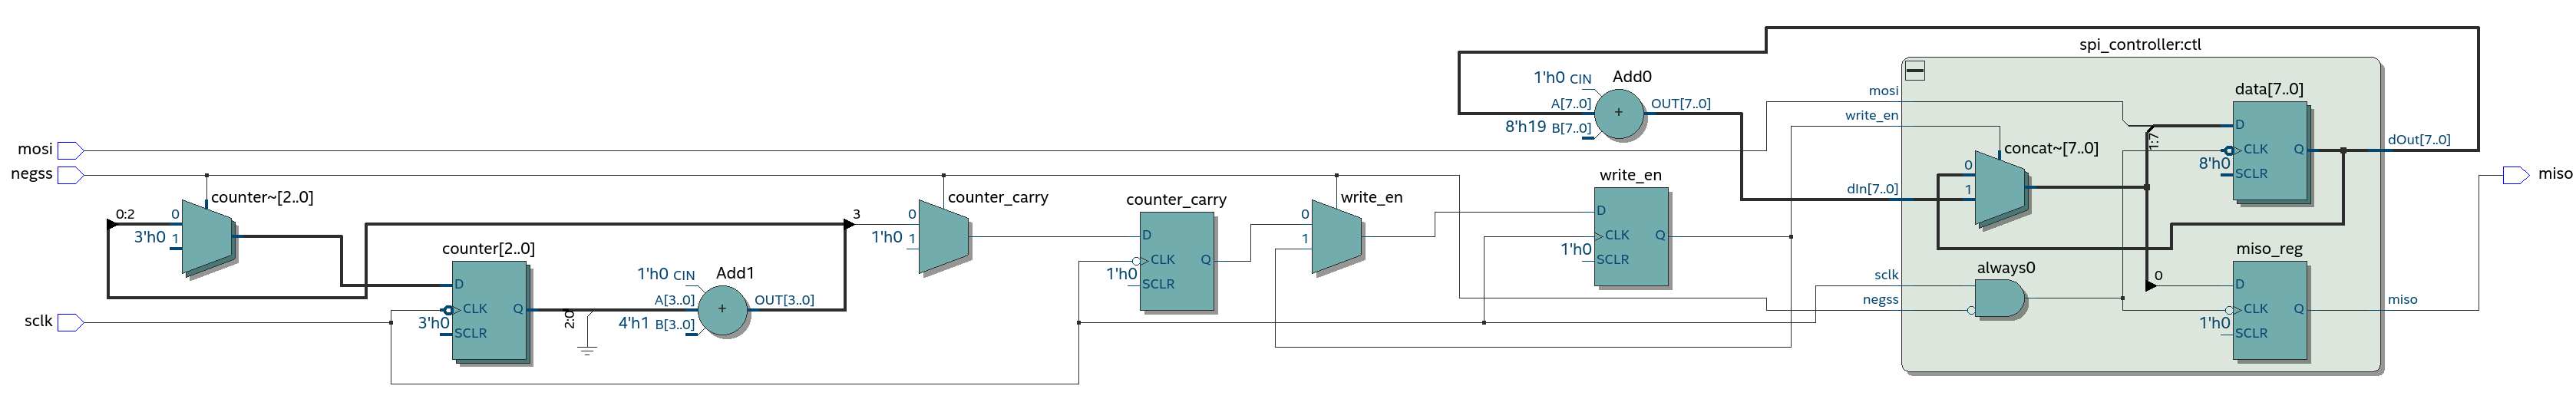 spi_controller:ctl
1'h0 CIN
Add0
A[7..0]
OUT[7..0]
8'h19 B[7..0]
mosi
write_en
data[7..0]
D
CLK
Q
8'h0
SCLR
1:7
dOut[7..0]
concat~[7..0]
0
1
dIn[7..0]
mosi
negss
miso
counter~[2..0]
0:2
0
3'h0 1
counter[2..0]
D
CLK
Q
3'h0
SCLR
sclk
2:0
1'h0 CIN
Add1
A[3..0]
OUT[3..0]
4'h1 B[3..0]
3
counter_carry
0
1'h0 1
counter_carry
D
CLK
Q
1'h0
SCLR
write_en
0
1
write_en
D
CLK
Q
1'h0
SCLR
sclk
negss
always0
0
miso_reg
D
CLK
Q
1'h0
SCLR
miso